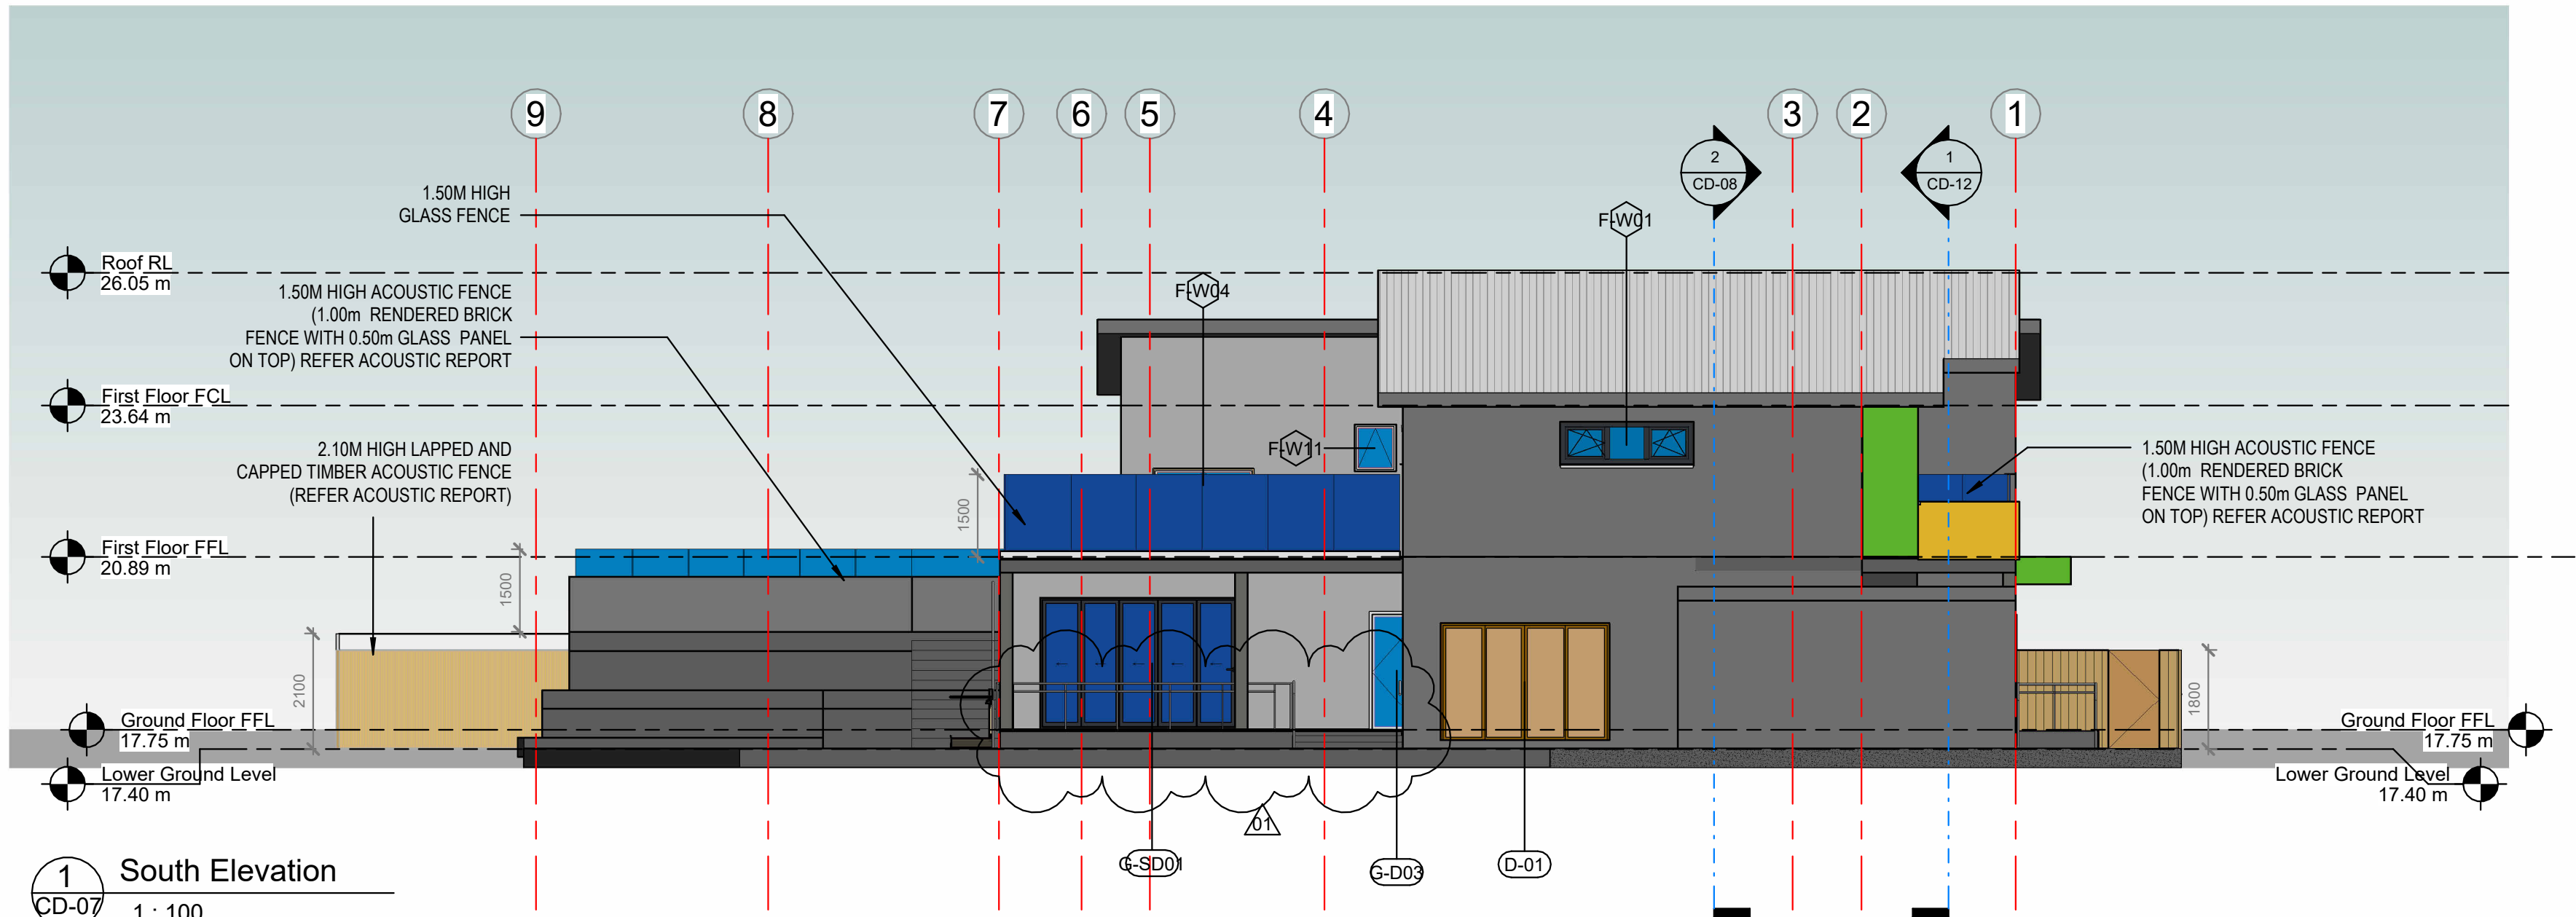 9
8
7
6
5
4
3
2
1
2
CD-08
1
CD-12
1.50M HIGH
GLASS FENCE
F-W01
Roof RL
26.05 m
F-W04
1.50M HIGH ACOUSTIC FENCE
(1.00m RENDERED BRICK
FENCE WITH 0.50m GLASS PANEL
ON TOP) REFER ACOUSTIC REPORT
First Floor FCL
23.64 m
F-W11
2.10M HIGH LAPPED AND
CAPPED TIMBER ACOUSTIC FENCE
(REFER ACOUSTIC REPORT)
1.50M HIGH ACOUSTIC FENCE
(1.00m RENDERED BRICK
FENCE WITH 0.50m GLASS PANEL
ON TOP) REFER ACOUSTIC REPORT
1500
First Floor FFL
20.89 m
1500
2100
1800
Ground Floor FFL
17.75 m
Ground Floor FFL
17.75 m
Lower Ground Level
17.40 m
Lower Ground Level
17.40 m
01
G-SD01
G-D03
D-01
1
CD-07
South Elevation
1 : 100